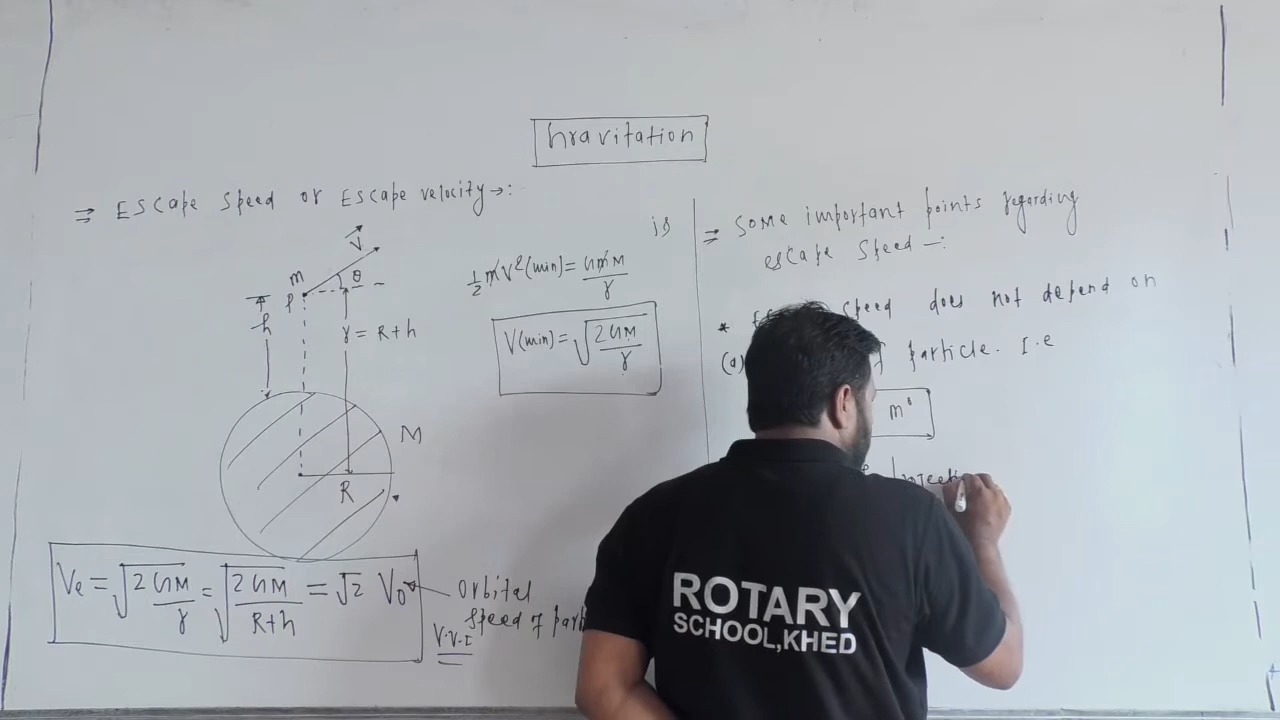 Gravitation
⇒ Escape Speed or Escape velocity →:
V
m
P
θ
h
r = R+h
M
R
1/2 mV²(min) = GmM/r
V(min) = √(2GM/r)
Ve = √(2GM/r) = √(2GM/(R+h)) = √2 V₀
orbital
speed of
V.V.I
is
⇒ Some important points regarding
escape speed -:
* speed does not depend on
(a) particle. I.e
m⁰
ROTARY
SCHOOL,KHED